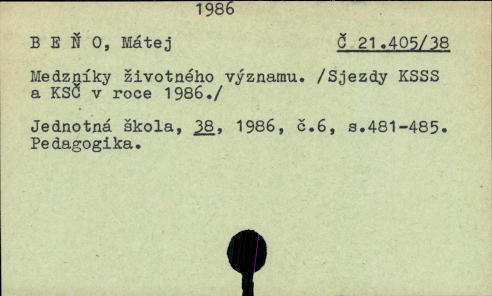 1986
B E Ň O, Mátej
Č 21.405/38
Medzníky životného významu. /Sjezdy KSSS
a KSČ v roce 1986./
Jednotná škola, 38, 1986, č.6, s.481-485.
Pedagogika.